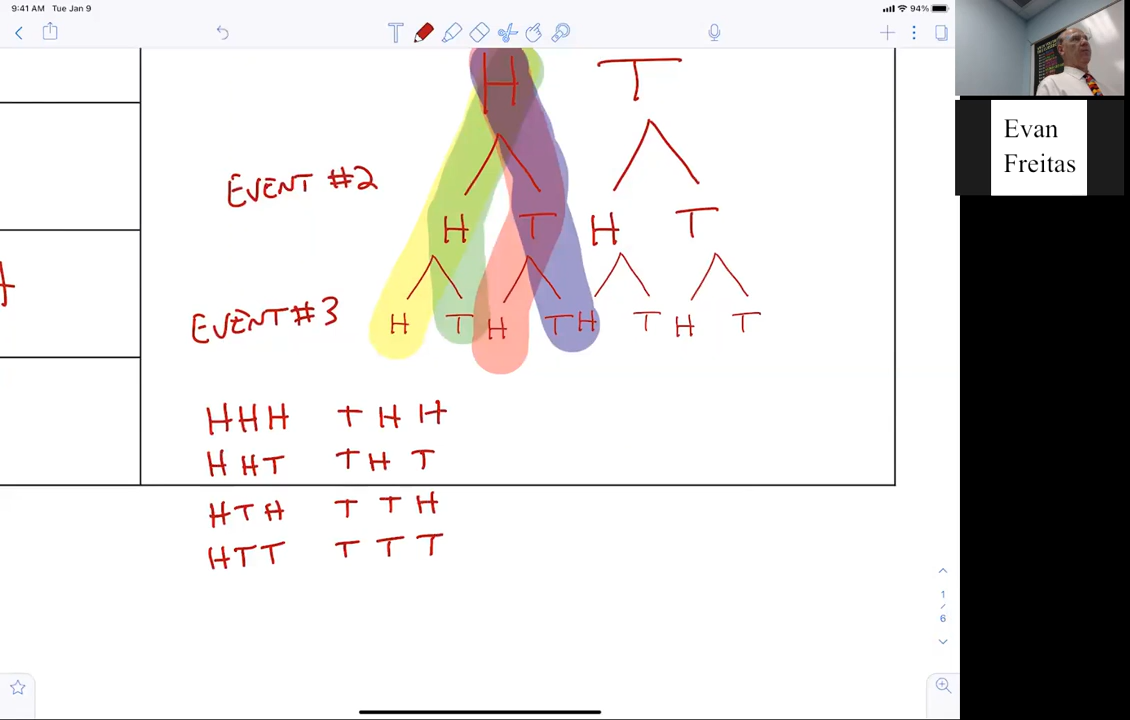 9:41 AM Tue Jan 9
94%
H T
EVENT #2
H T H T
EVENT #3
H T H T H T H T
HHH THH
HHT THT
HTH TTH
HTT TTT
1
/
6
Evan
Freitas